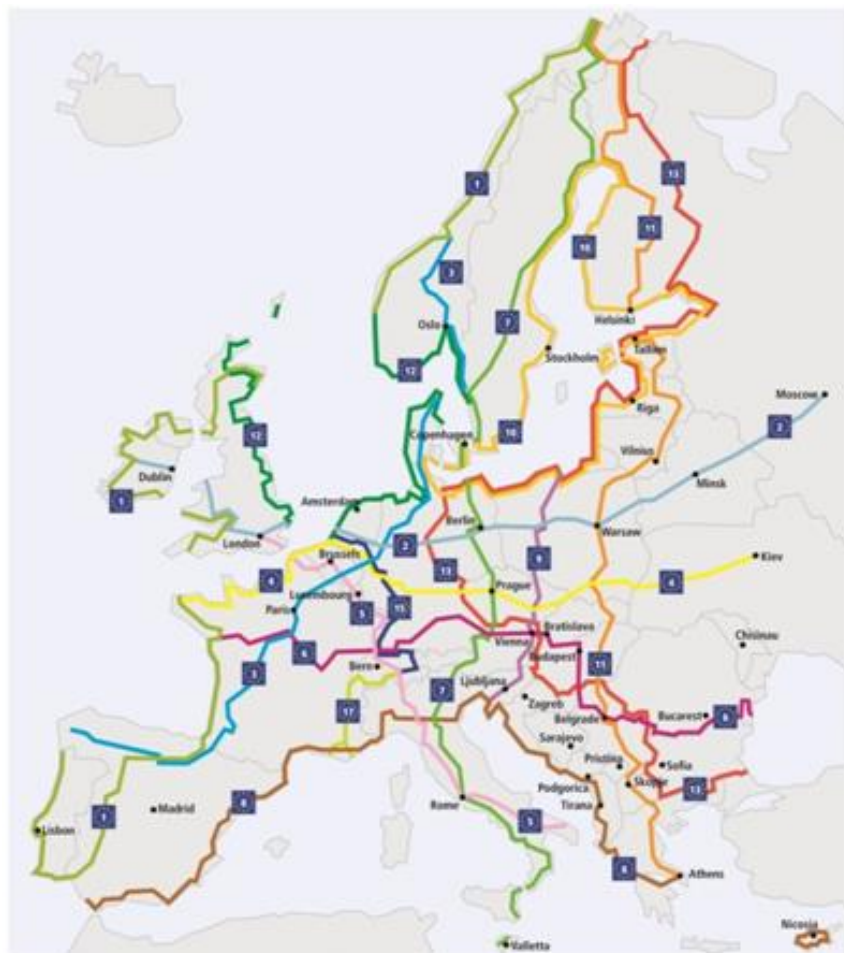 1
13
10
11
3
7
Oslo
Helsinki
12
Stockholm
Tallinn
Moscow
12
Riga
2
Copenhagen
10
Vilnius
Dublin
Minsk
1
Amsterdam
Berlin
Warsaw
London
2
Brussels
9
Kiev
4
13
4
Luxembourg
Prague
Paris
5
15
Vienna
Bratislava
Chisinau
6
Budapest
Bern
11
3
7
Ljubljana
Zagreb
17
Belgrade
Bucarest
6
Sarajevo
Pristina
Sofia
Skopje
Podgorica
13
Madrid
8
Rome
Tirana
1
5
Lisbon
8
Athens
Nicosia
Valletta